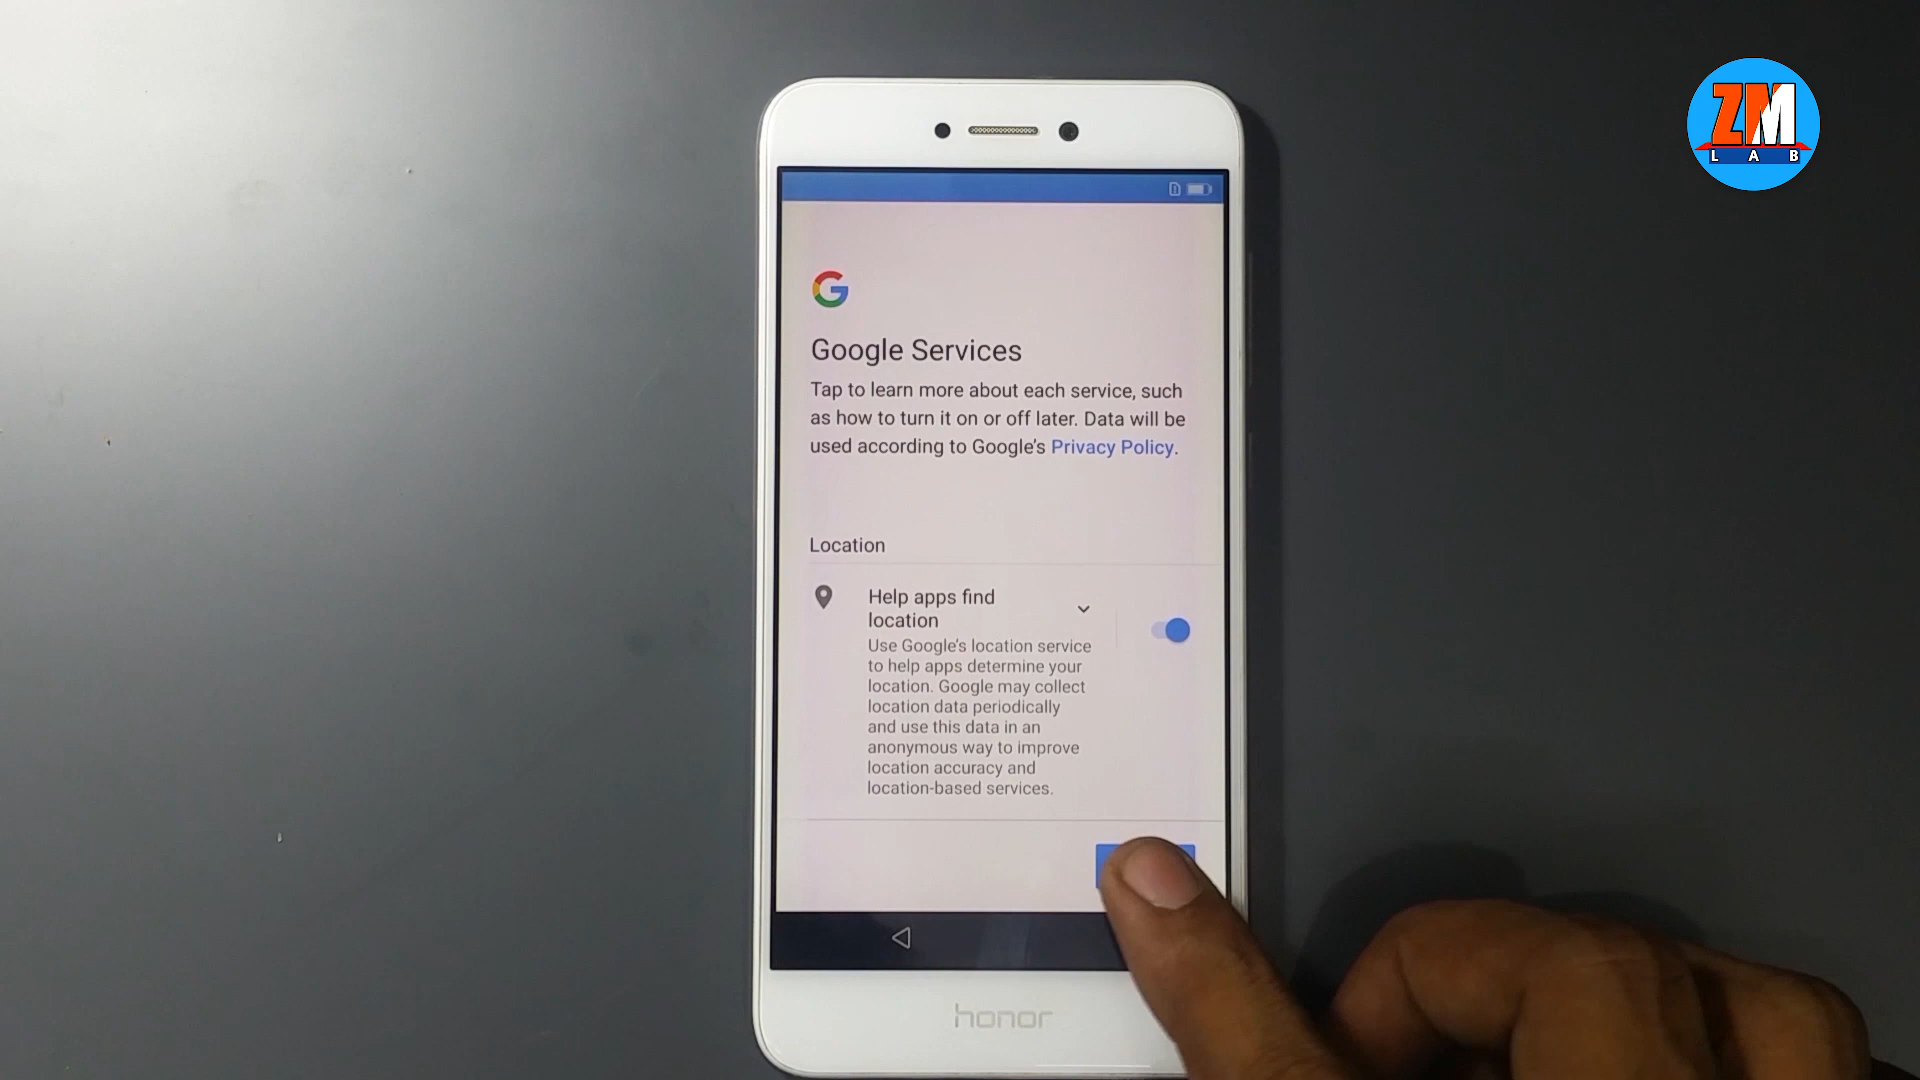 ZM
LAB
Google Services
Tap to learn more about each service, such
as how to turn it on or off later. Data will be
used according to Google's Privacy Policy.
Location
Help apps find
location
Use Google's location service
to help apps determine your
location. Google may collect
location data periodically
and use this data in an
anonymous way to improve
location accuracy and
location-based services.
honor